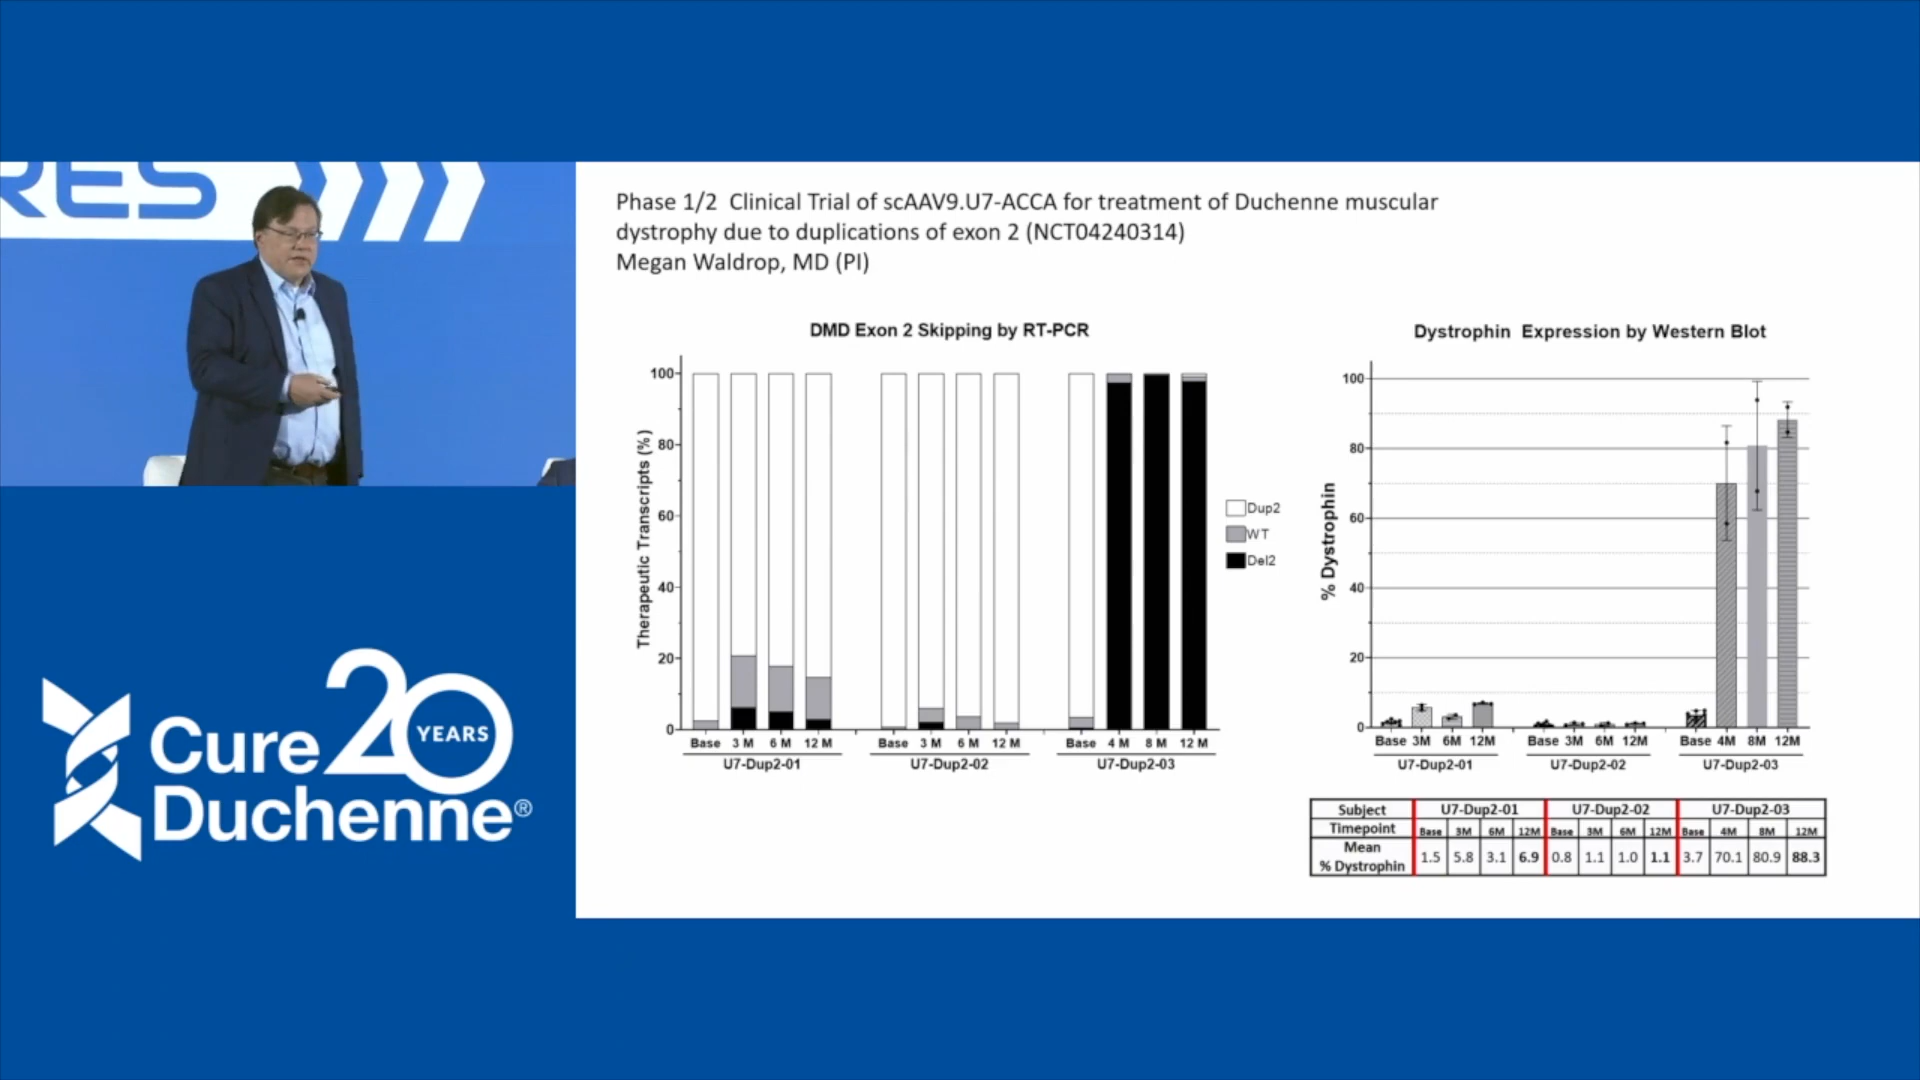 RES
Phase 1/2 Clinical Trial of scAAV9.U7-ACCA for treatment of Duchenne muscular
dystrophy due to duplications of exon 2 (NCT04240314)
Megan Waldrop, MD (PI)
DMD Exon 2 Skipping by RT-PCR
Therapeutic Transcripts (%)
100
80
60
40
20
0
Base 3 M 6 M 12 M
U7-Dup2-01
Base 3 M 6 M 12 M
U7-Dup2-02
Base 4 M 8 M 12 M
U7-Dup2-03
Dup2
WT
Del2
Dystrophin Expression by Western Blot
% Dystrophin
100
80
60
40
20
0
Base 3M 6M 12M
U7-Dup2-01
Base 3M 6M 12M
U7-Dup2-02
Base 4M 8M 12M
U7-Dup2-03
Subject U7-Dup2-01 U7-Dup2-02 U7-Dup2-03
Timepoint Base 3M 6M 12M Base 3M 6M 12M Base 4M 8M 12M
Mean
% Dystrophin 1.5 5.8 3.1 6.9 0.8 1.1 1.0 1.1 3.7 70.1 80.9 88.3
20
YEARS
Cure
Duchenne®